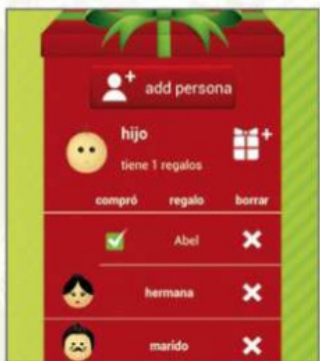 add persona
hijo
tiene 1 regalos
compró regalo borrar
Abel
hermana
marido